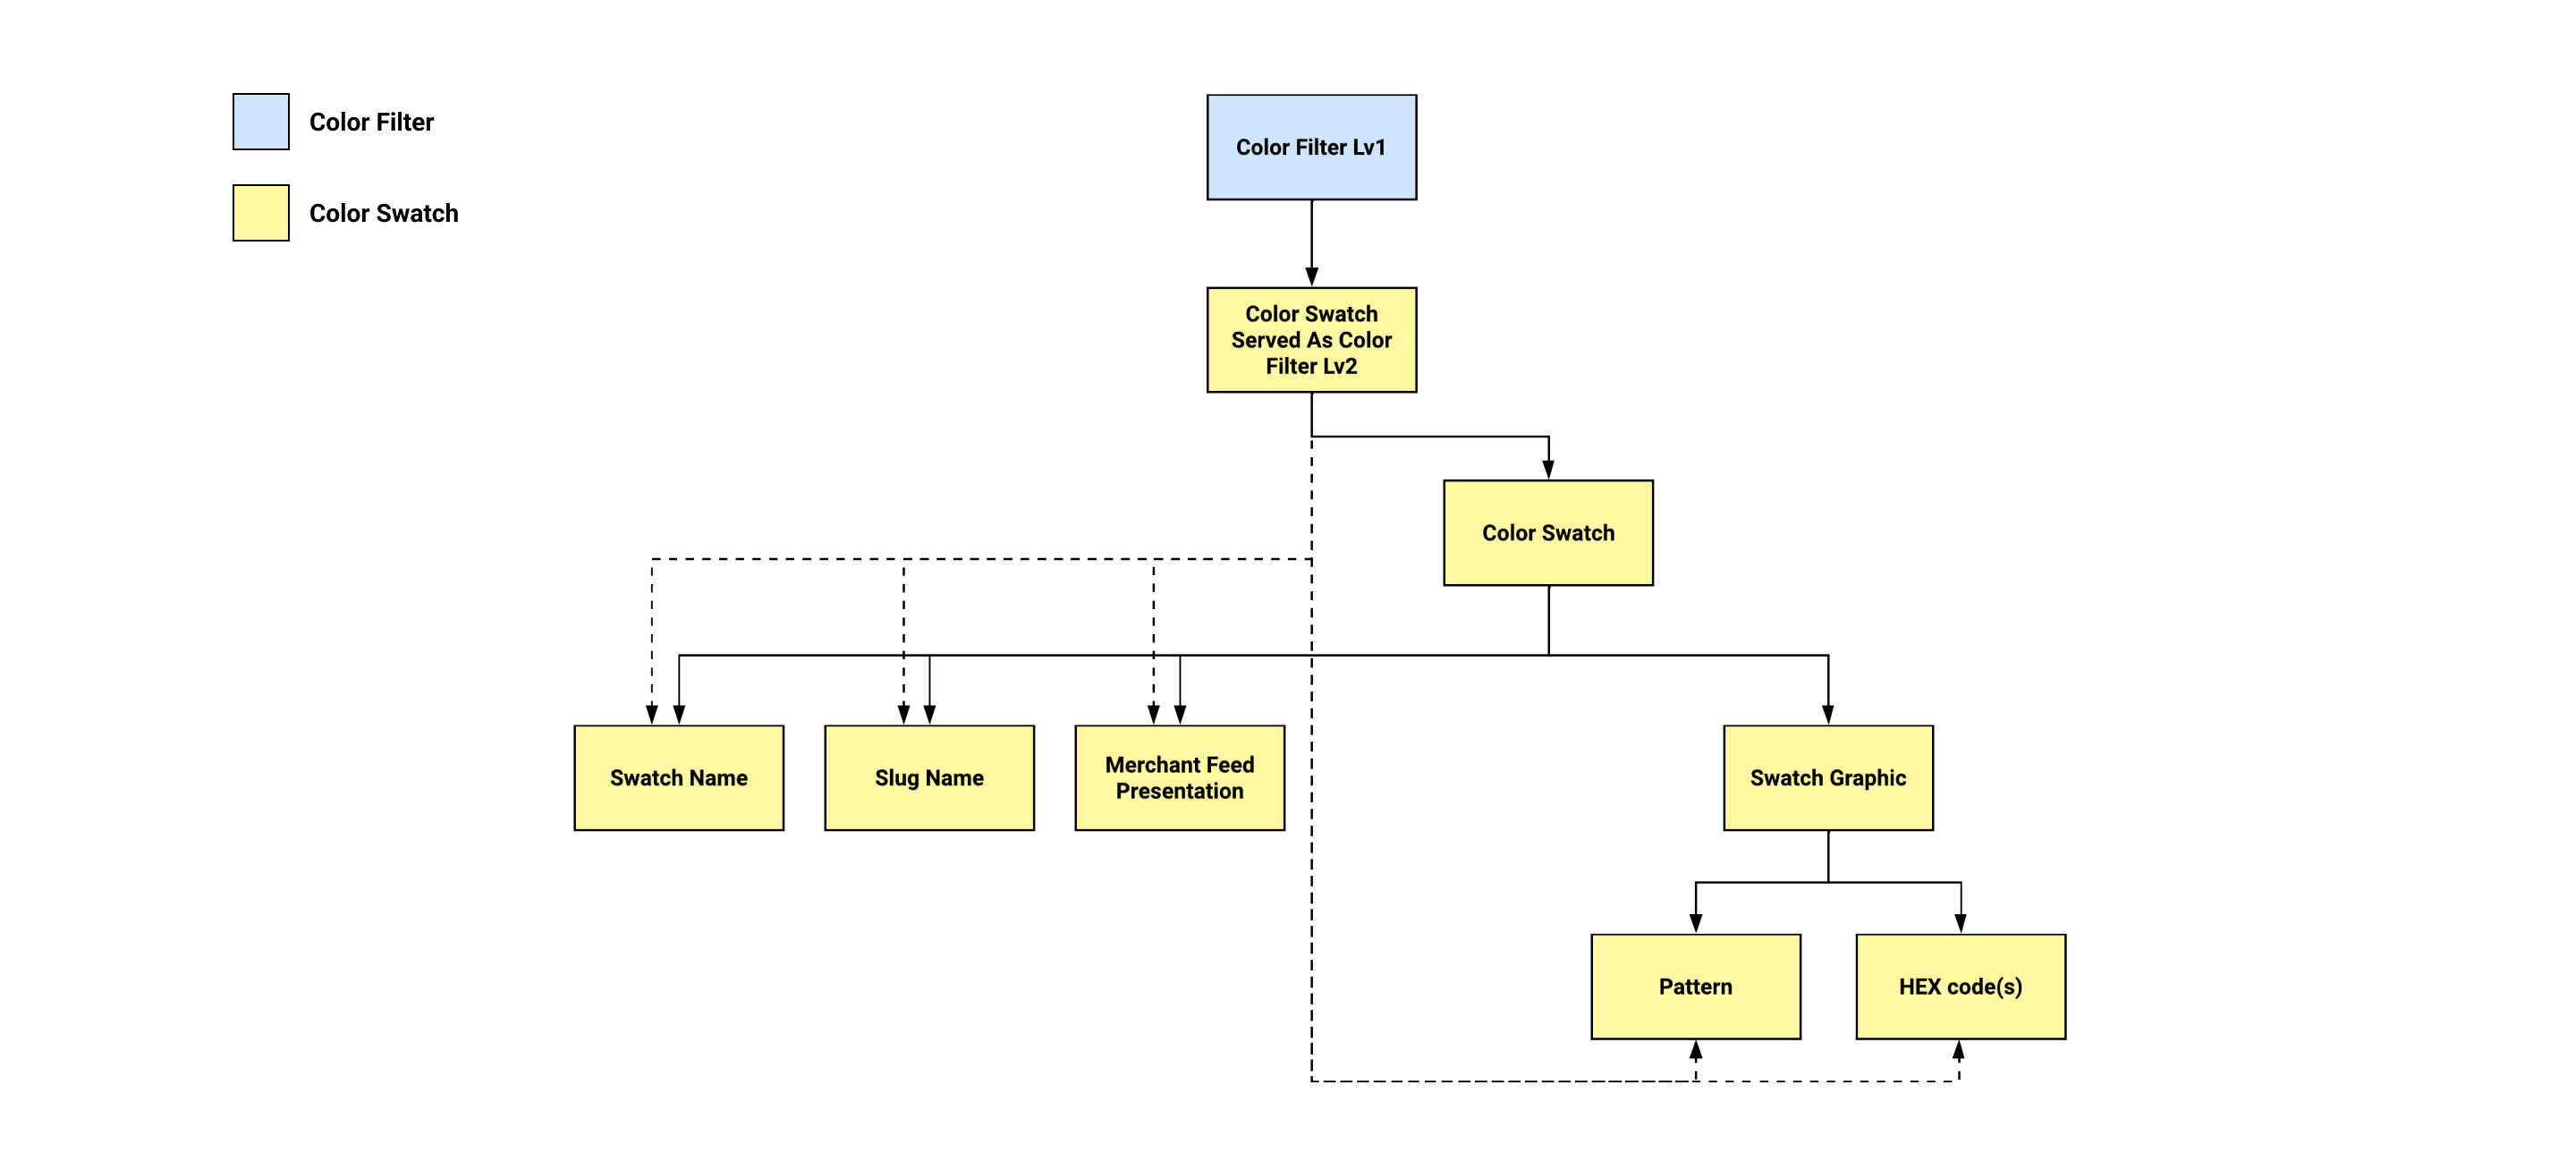 Color Filter
Color Swatch
Color Filter Lv1
Color Swatch
Served As Color
Filter Lv2
Color Swatch
Swatch Name
Slug Name
Merchant Feed
Presentation
Swatch Graphic
Pattern
HEX code(s)